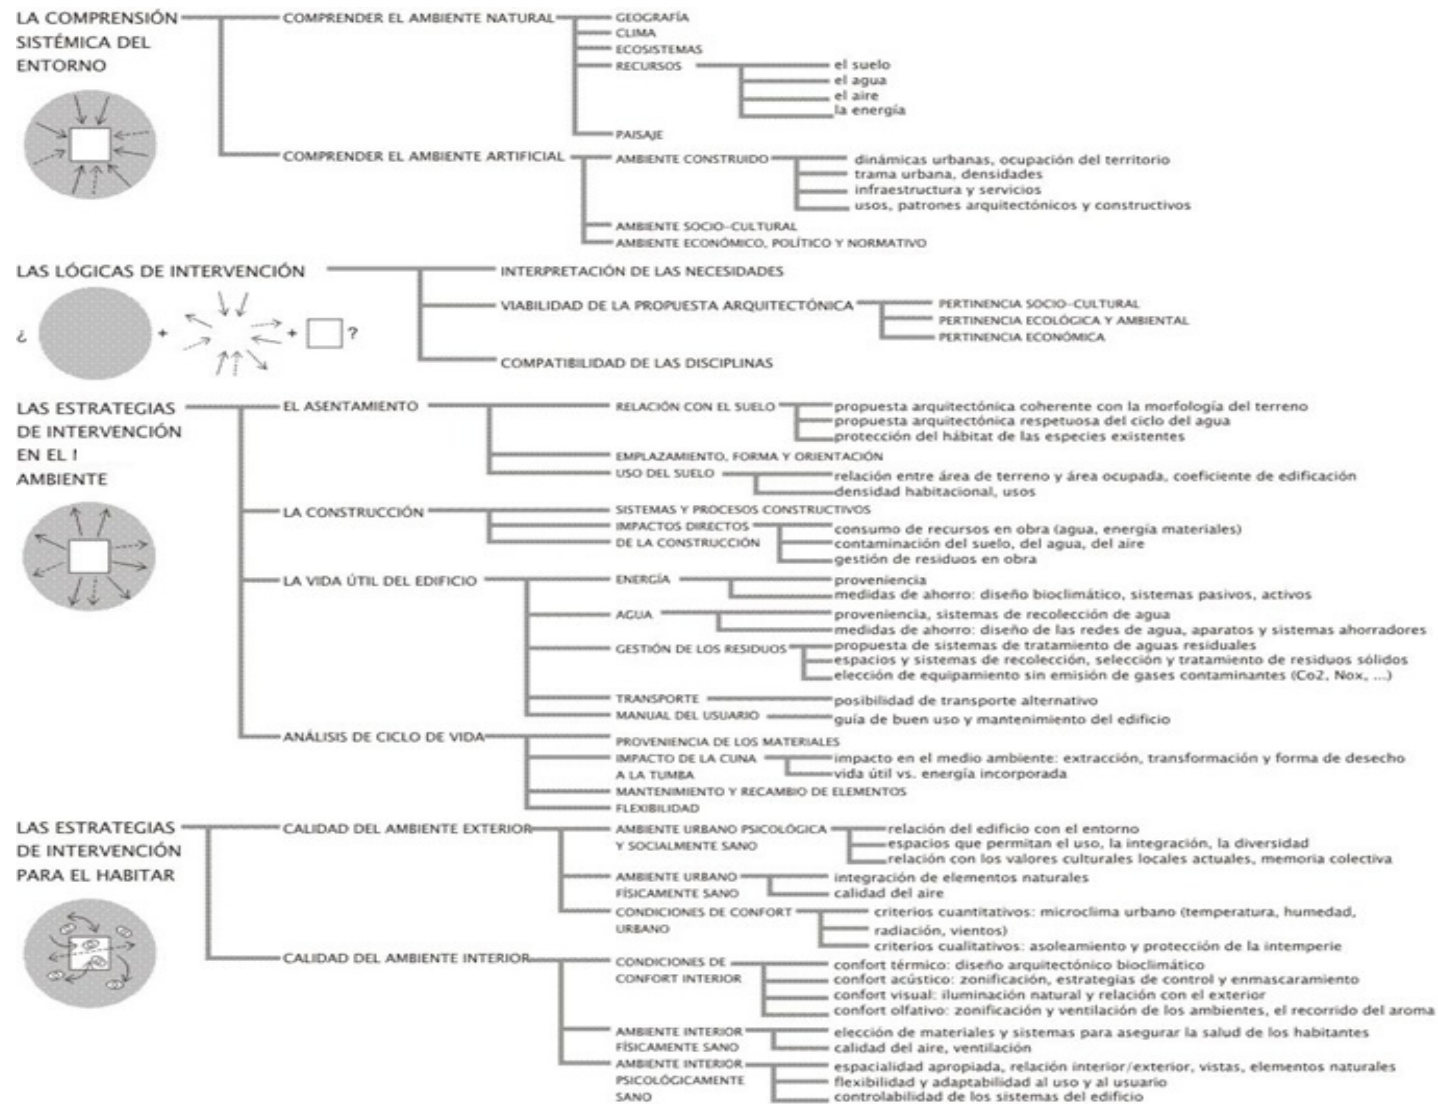 LA COMPRENSIÓN
SISTÉMICA DEL
ENTORNO
COMPRENDER EL AMBIENTE NATURAL
GEOGRAFÍA
CLIMA
ECOSISTEMAS
RECURSOS
el suelo
el agua
el aire
la energía
PAISAJE
COMPRENDER EL AMBIENTE ARTIFICIAL
AMBIENTE CONSTRUIDO
dinámicas urbanas, ocupación del territorio
trama urbana, densidades
infraestructura y servicios
usos, patrones arquitectónicos y constructivos
AMBIENTE SOCIO-CULTURAL
AMBIENTE ECONÓMICO, POLÍTICO Y NORMATIVO
LAS LÓGICAS DE INTERVENCIÓN
¿ + + ?
INTERPRETACIÓN DE LAS NECESIDADES
VIABILIDAD DE LA PROPUESTA ARQUITECTÓNICA
PERTINENCIA SOCIO-CULTURAL
PERTINENCIA ECOLÓGICA Y AMBIENTAL
PERTINENCIA ECONÓMICA
COMPATIBILIDAD DE LAS DISCIPLINAS
LAS ESTRATEGIAS
DE INTERVENCIÓN
EN EL
AMBIENTE
EL ASENTAMIENTO
RELACIÓN CON EL SUELO
propuesta arquitectónica coherente con la morfología del terreno
propuesta arquitectónica respetuosa del ciclo del agua
protección del hábitat de las especies existentes
EMPLAZAMIENTO, FORMA Y ORIENTACIÓN
USO DEL SUELO
relación entre área de terreno y área ocupada, coeficiente de edificación
densidad habitacional, usos
LA CONSTRUCCIÓN
SISTEMAS Y PROCESOS CONSTRUCTIVOS
IMPACTOS DIRECTOS
DE LA CONSTRUCCIÓN
consumo de recursos en obra (agua, energía materiales)
contaminación del suelo, del agua, del aire
gestión de residuos en obra
LA VIDA ÚTIL DEL EDIFICIO
ENERGÍA
proveniencia
medidas de ahorro: diseño bioclimático, sistemas pasivos, activos
AGUA
proveniencia, sistemas de recolección de agua
medidas de ahorro: diseño de las redes de agua, aparatos y sistemas ahorradores
GESTIÓN DE LOS RESIDUOS
propuesta de sistemas de tratamiento de aguas residuales
espacios y sistemas de recolección, selección y tratamiento de residuos sólidos
elección de equipamiento sin emisión de gases contaminantes (Co2, Nox, ...)
TRANSPORTE
posibilidad de transporte alternativo
MANUAL DEL USUARIO
guía de buen uso y mantenimiento del edificio
ANÁLISIS DE CICLO DE VIDA
PROVENIENCIA DE LOS MATERIALES
IMPACTO DE LA CUNA
A LA TUMBA
impacto en el medio ambiente: extracción, transformación y forma de desecho
vida útil vs. energía incorporada
MANTENIMIENTO Y RECAMBIO DE ELEMENTOS
FLEXIBILIDAD
LAS ESTRATEGIAS
DE INTERVENCIÓN
PARA EL HABITAR
CALIDAD DEL AMBIENTE EXTERIOR
AMBIENTE URBANO PSICOLÓGICA
Y SOCIALMENTE SANO
relación del edificio con el entorno
espacios que permitan el uso, la integración, la diversidad
relación con los valores culturales locales actuales, memoria colectiva
AMBIENTE URBANO
FÍSICAMENTE SANO
integración de elementos naturales
calidad del aire
CONDICIONES DE CONFORT
URBANO
criterios cuantitativos: microclima urbano (temperatura, humedad,
radiación, vientos)
criterios cualitativos: asoleamiento y protección de la intemperie
CALIDAD DEL AMBIENTE INTERIOR
CONDICIONES DE
CONFORT INTERIOR
confort térmico: diseño arquitectónico bioclimático
confort acústico: zonificación, estrategias de control y enmascaramiento
confort visual: iluminación natural y relación con el exterior
confort olfativo: zonificación y ventilación de los ambientes, el recorrido del aroma
AMBIENTE INTERIOR
FÍSICAMENTE SANO
elección de materiales y sistemas para asegurar la salud de los habitantes
calidad del aire, ventilación
AMBIENTE INTERIOR
PSICOLÓGICAMENTE
SANO
espacialidad apropiada, relación interior/exterior, vistas, elementos naturales
flexibilidad y adaptabilidad al uso y al usuario
controlabilidad de los sistemas del edificio